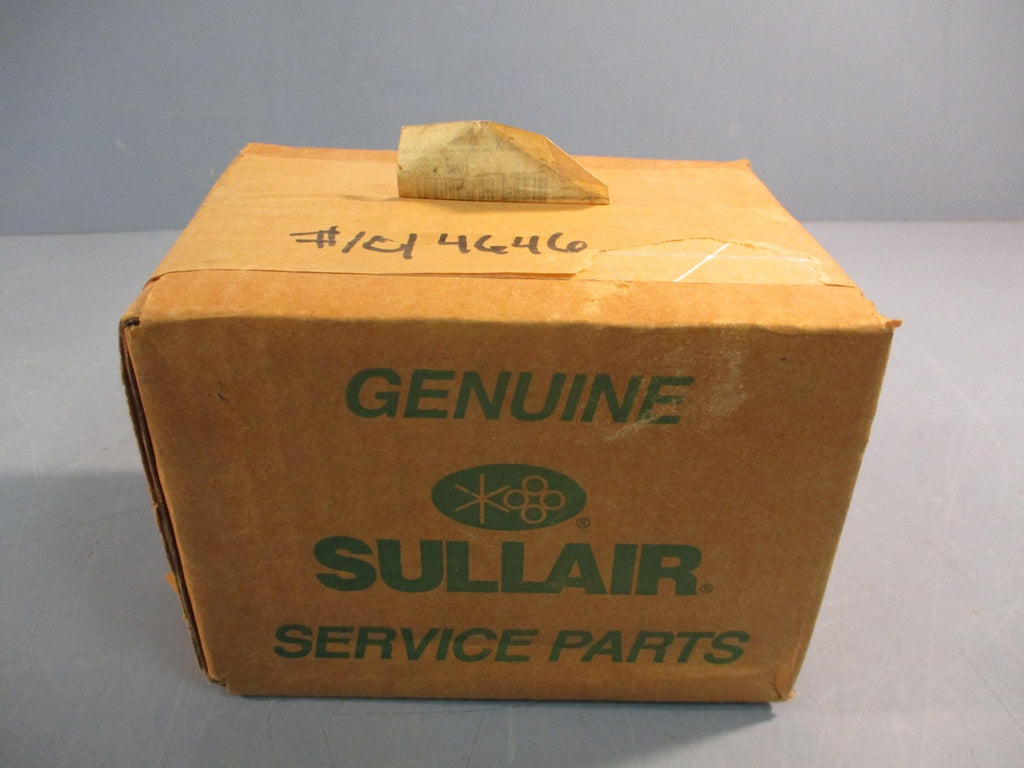 #101 4646
GENUINE
®
SULLAIR®
SERVICE PARTS